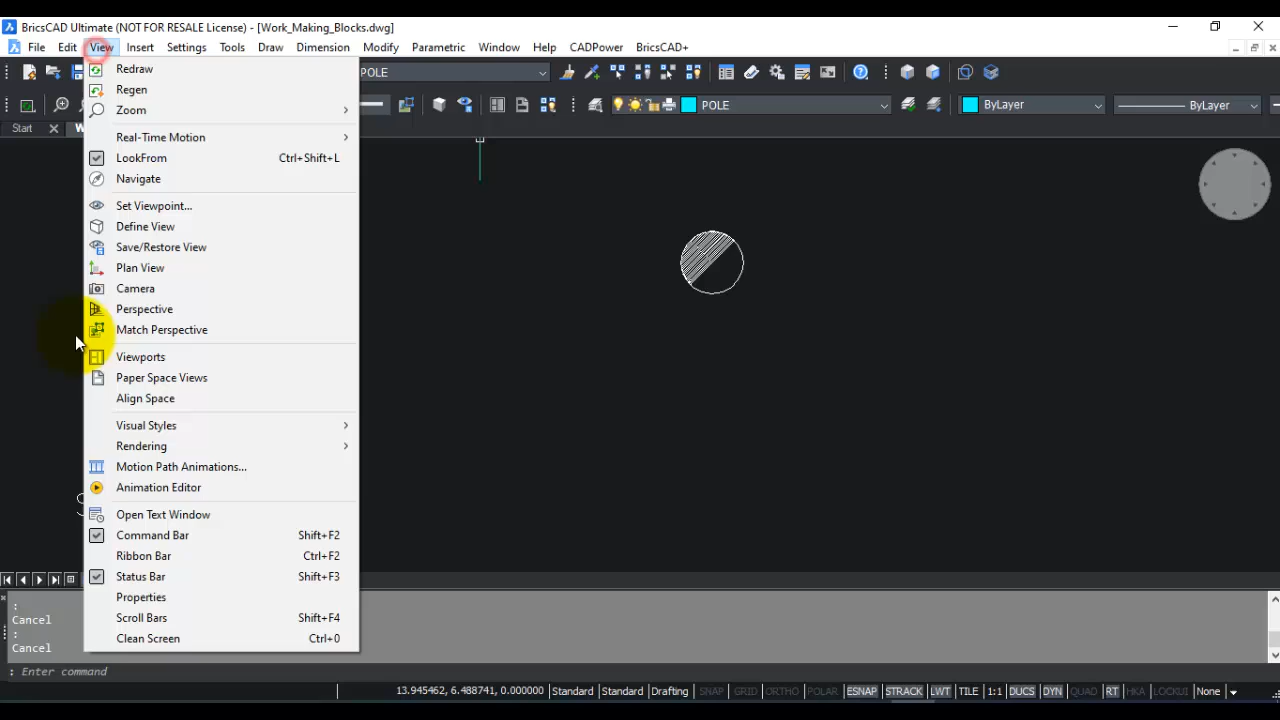 BricsCAD Ultimate (NOT FOR RESALE License) - [Work_Making_Blocks.dwg]
File Edit View Insert Settings Tools Draw Dimension Modify Parametric Window Help CADPower BricsCAD+
POLE
POLE ByLayer ByLayer
Start
Redraw
Regen
Zoom
Real-Time Motion
LookFrom Ctrl+Shift+L
Navigate
Set Viewpoint...
Define View
Save/Restore View
Plan View
Camera
Perspective
Match Perspective
Viewports
Paper Space Views
Align Space
Visual Styles
Rendering
Motion Path Animations...
Animation Editor
Open Text Window
Command Bar Shift+F2
Ribbon Bar Ctrl+F2
Status Bar Shift+F3
Properties
Scroll Bars Shift+F4
Clean Screen Ctrl+0
:
Cancel
:
Cancel
: Enter command
13.945462, 6.488741, 0.000000 Standard Standard Drafting SNAP GRID ORTHO POLAR ESNAP STRACK LWT TILE 1:1 DUCS DYN QUAD RT HKA LOCKUI None